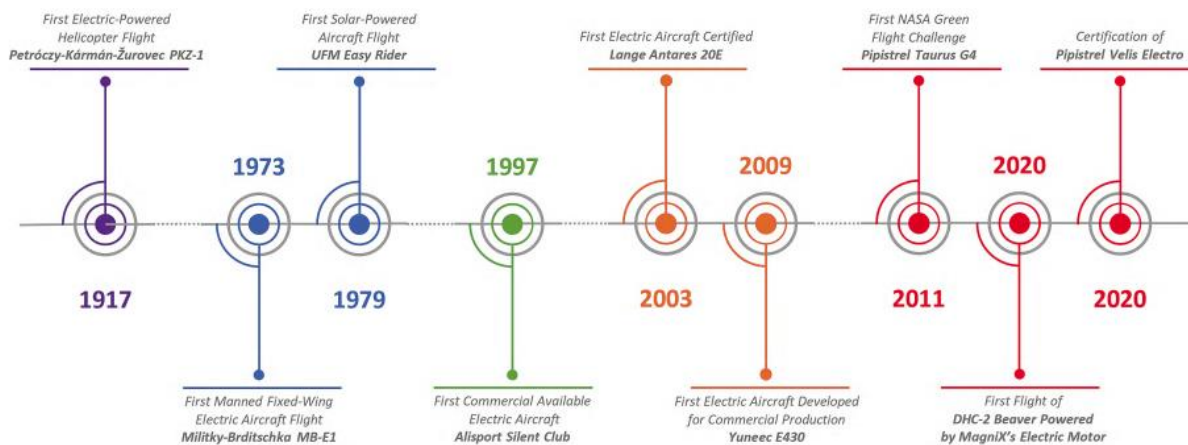 First Electric-Powered
Helicopter Flight
Petróczy-Kármán-Žurovec PKZ-1
1917
1973
First Manned Fixed-Wing
Electric Aircraft Flight
Militky-Brditschka MB-E1
First Solar-Powered
Aircraft Flight
UFM Easy Rider
1979
1997
First Commercial Available
Electric Aircraft
Alisport Silent Club
First Electric Aircraft Certified
Lange Antares 20E
2003
2009
First Electric Aircraft Developed
for Commercial Production
Yuneec E430
First NASA Green
Flight Challenge
Pipistrel Taurus G4
2011
2020
First Flight of
DHC-2 Beaver Powered
by MagniX's Electric Motor
Certification of
Pipistrel Velis Electro
2020